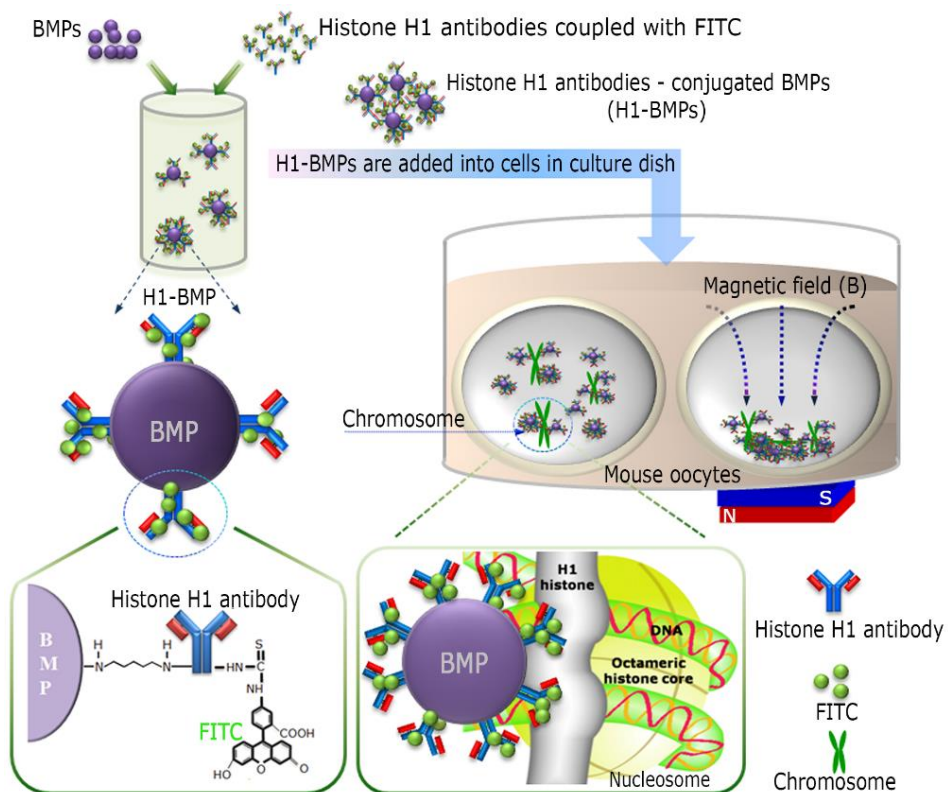 BMPs
Histone H1 antibodies coupled with FITC
Histone H1 antibodies - conjugated BMPs
(H1-BMPs)
H1-BMPs are added into cells in culture dish
H1-BMP
Magnetic field (B)
BMP
Chromosome
Mouse oocytes
S
N
Histone H1 antibody
B
M
P
H
N
H
N
HN
S
C
NH
FITC
COOH
HO
O
O
H1
histone
DNA
BMP
Octameric
histone core
Nucleosome
Histone H1 antibody
FITC
Chromosome